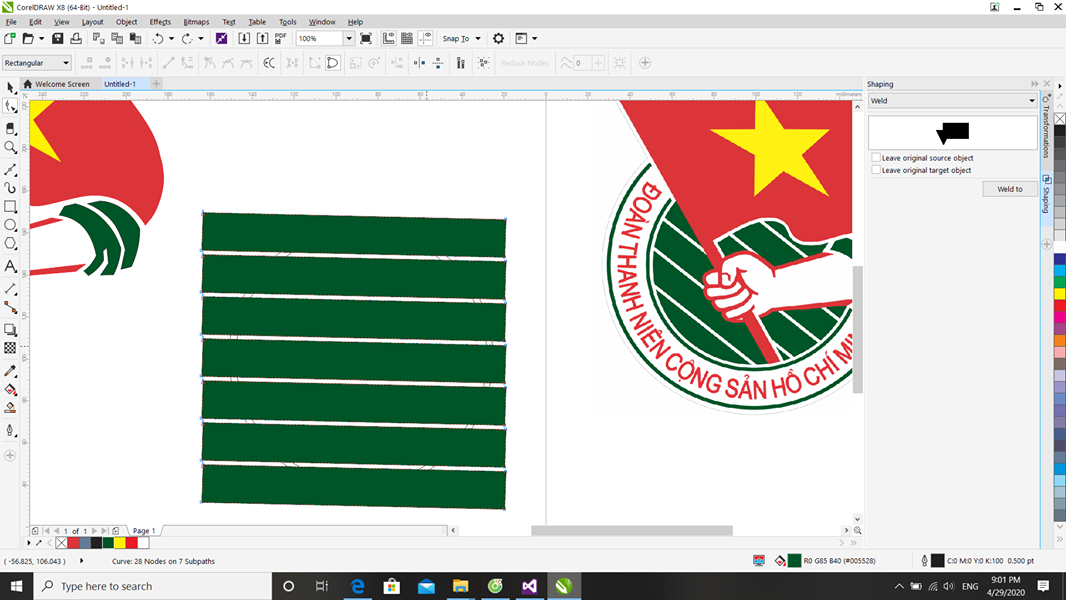 CorelDRAW X8 (64-Bit) - Untitled-1
File Edit View Layout Object Effects Bitmaps Text Table Tools Window Help
PDF 100% Snap To
Rectangular Reduce Nodes 0
Welcome Screen Untitled-1
millimeters
ĐOÀN THANH NIÊN CỘNG SẢN HỒ CHÍ MIN
Shaping
Weld
Leave original source object
Leave original target object
Weld to
Transformations
Shaping
1 of 1 Page 1
( -56.825, 106.043 ) Curve: 28 Nodes on 7 Subpaths R0 G85 B40 (#005528) C:0 M:0 Y:0 K:100 0.500 pt
Type here to search
ENG
9:01 PM
4/29/2020